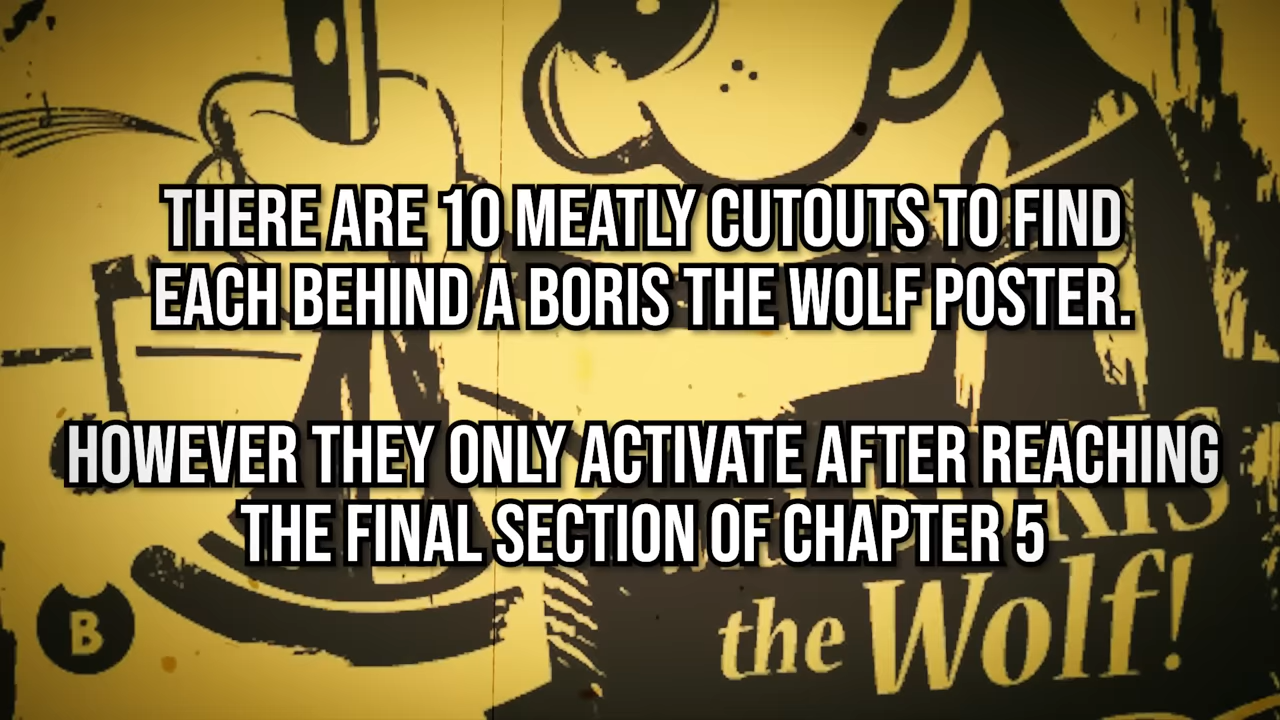 THERE ARE 10 MEATLY CUTOUTS TO FIND
EACH BEHIND A BORIS THE WOLF POSTER.
HOWEVER THEY ONLY ACTIVATE AFTER REACHING
THE FINAL SECTION OF CHAPTER 5
the Wolf!
B